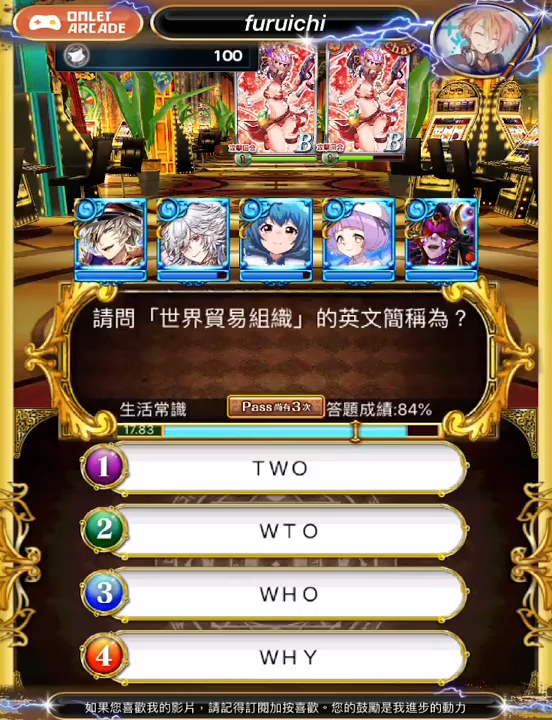 OMLET
ARCADE
furuichi
100
chai
B
B
請問「世界貿易組織」的英文簡稱為？
生活常識
Pass尚有3次
答題成績:84%
17.83
1
TWO
2
WTO
3
WHO
4
WHY
如果您喜歡我的影片，請記得訂閱加按喜歡。您的鼓勵是我進步的動力